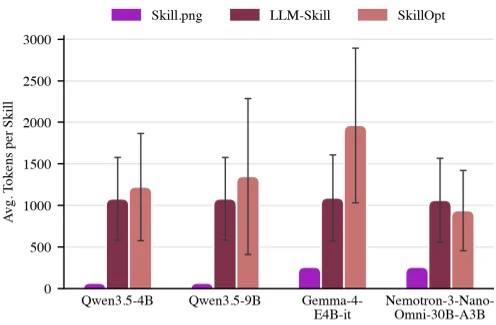 Skill.png LLM-Skill SkillOpt
Avg. Tokens per Skill
3000
2500
2000
1500
1000
500
0
Qwen3.5-4B Qwen3.5-9B Gemma-4- Nemotron-3-Nano-
E4B-it Omni-30B-A3B